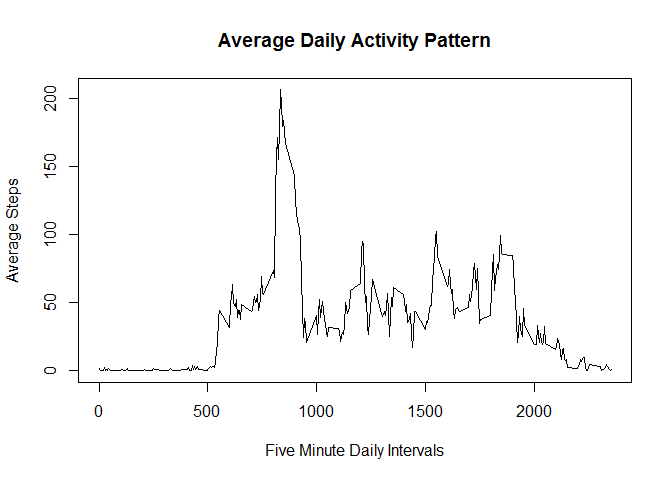 Average Daily Activity Pattern
Average Steps
200
150
100
50
0
0 500 1000 1500 2000
Five Minute Daily Intervals